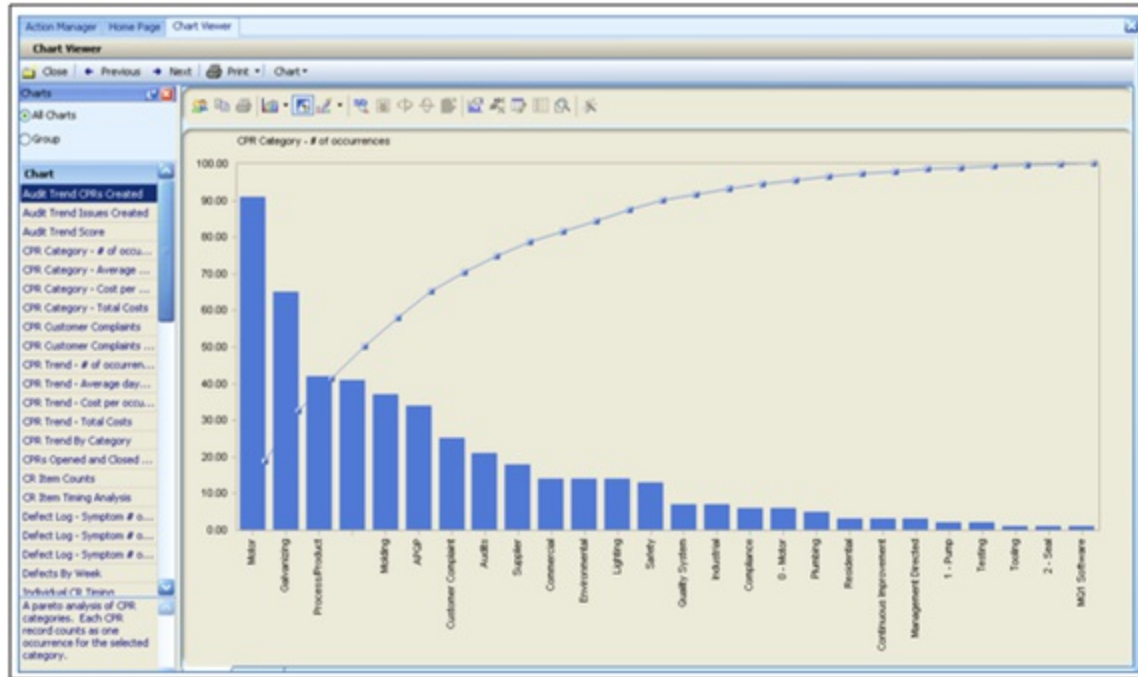 Action Manager Home Page Chart Viewer
Chart Viewer
Close Previous Next Print Chart
Charts
All Charts
Group
Chart
Audit Trend CPRs Created
Audit Trend Issues Created
Audit Trend Score
CPR Category - # of occu...
CPR Category - Average ...
CPR Category - Cost per ...
CPR Category - Total Costs
CPR Customer Complaints
CPR Customer Complaints ...
CPR Trend - # of occurren...
CPR Trend - Average day...
CPR Trend - Cost per occu...
CPR Trend - Total Costs
CPR Trend By Category
CPRs Opened and Closed ...
CR Item Counts
CR Item Timing Analysis
Defect Log - Symptom # o...
Defect Log - Symptom # o...
Defect Log - Symptom # o...
Defects By Week
Individual CR Timing
A pareto analysis of CPR
categories. Each CPR
record counts as one
occurrence for the selected
category.
CPR Category - # of occurrences
100.00
90.00
80.00
70.00
60.00
50.00
40.00
30.00
20.00
10.00
0.00
Motor
Galvanizing
Process/Product
Molding
APQP
Customer Complaint
Audits
Supplier
Commercial
Environmental
Lighting
Safety
Quality System
Industrial
Compliance
0 - Motor
Plumbing
Residential
Continuous Improvement
Management Directed
1 - Pump
Testing
Tooling
2 - Seal
MQ1 Software